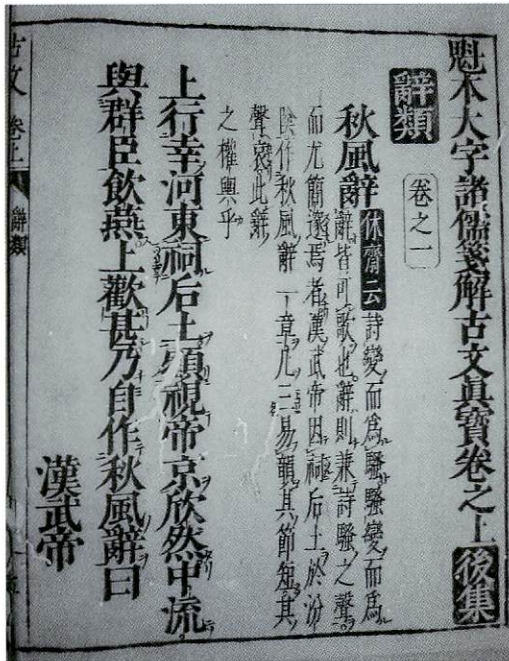 魁本大字諸儒箋解古文眞寶卷之上後集
辭類 卷之一
秋風辭 休齋云 詩變而爲騷騷變而爲
辭皆可歌也辭則兼詩騷之聲
而尤簡邃焉者漢武帝因祠后土於汾
陰作秋風辭一章凡三易韻其節短其
聲哀此辭
之權輿乎
上行幸河東祠后土顧視帝京欣然中流
與群臣飲燕上歡甚乃自作秋風辭曰
漢武帝
古文 卷上 辭類